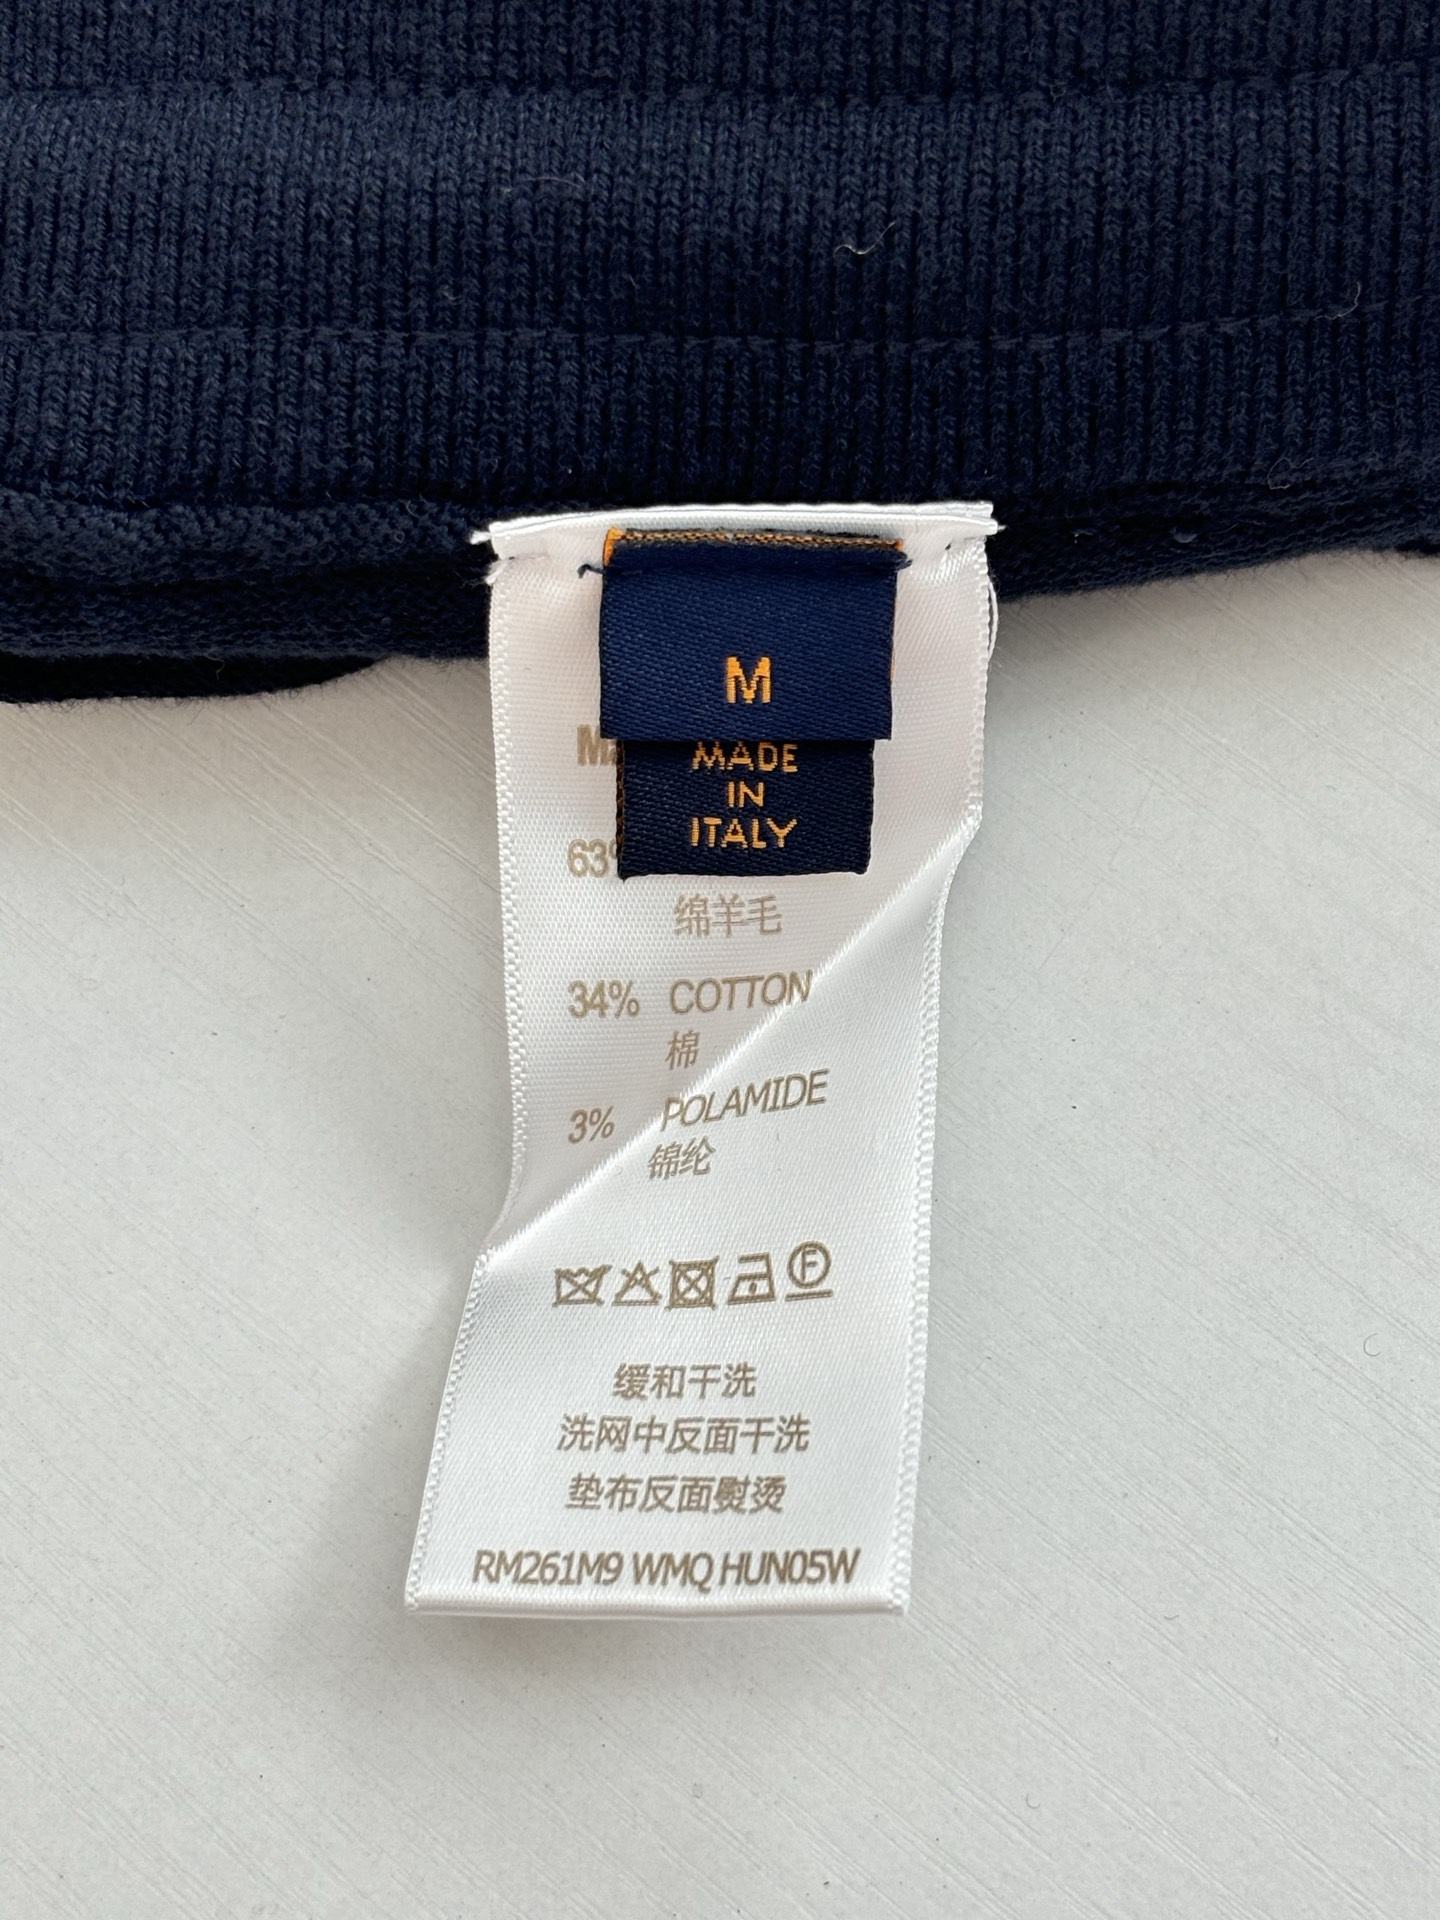 M
MADE
IN
ITALY
63%
绵羊毛
34% COTTON
棉
3% POLAMIDE
锦纶
F
缓和干洗
洗网中反面干洗
垫布反面熨烫
RM261M9 WMQ HUN05W